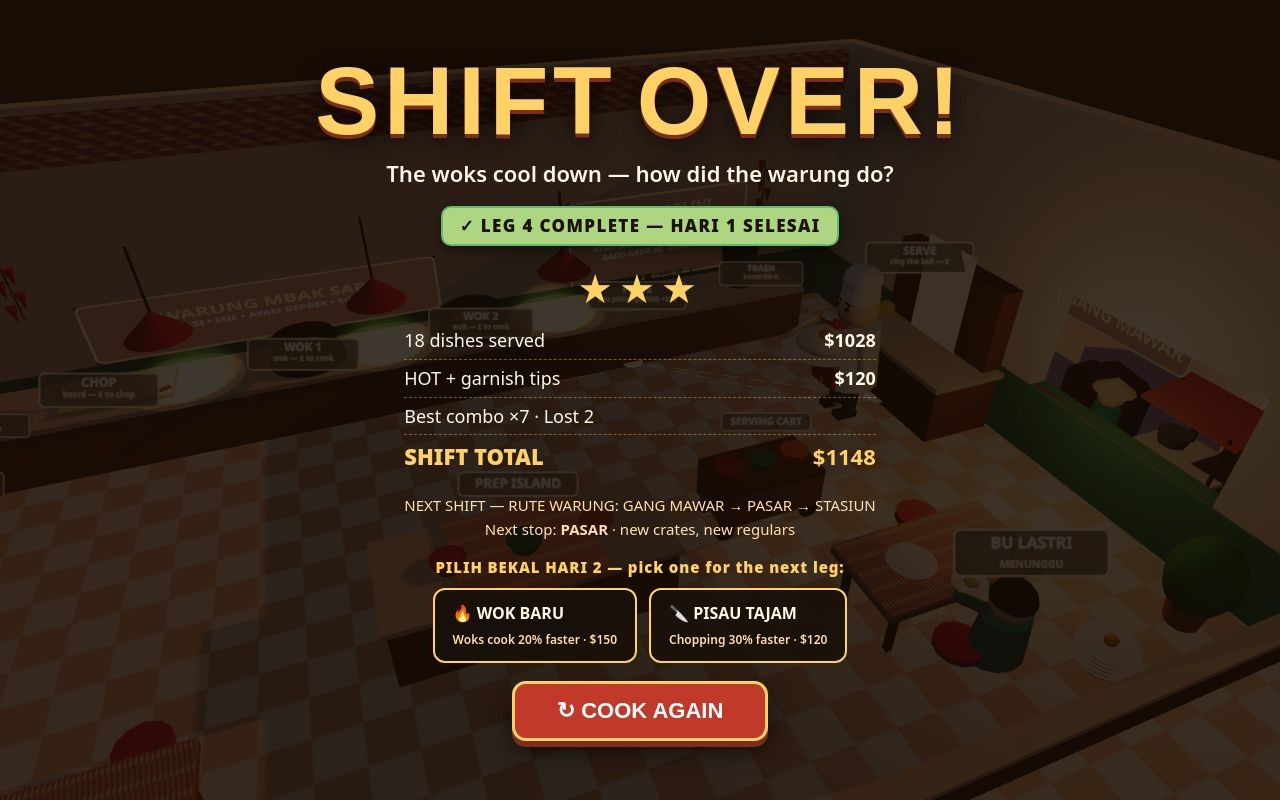 SHIFT OVER!
The woks cool down — how did the warung do?
✓ LEG 4 COMPLETE — HARI 1 SELESAI
★★★
18 dishes served $1028
HOT + garnish tips $120
Best combo ×7 · Lost 2
SHIFT TOTAL $1148
NEXT SHIFT — RUTE WARUNG: GANG MAWAR → PASAR → STASIUN
Next stop: PASAR · new crates, new regulars
PILIH BEKAL HARI 2 — pick one for the next leg:
🔥 WOK BARU
Woks cook 20% faster · $150
🔪 PISAU TAJAM
Chopping 30% faster · $120
↻ COOK AGAIN
WARUNG MBAK
MIE · AYAM GEPREK
CHOP
board — E to chop
WOK 1
wok — E to cook
WOK 2
wok — E to cook
TRASH
SERVE
ring the bell — E
GANG MAWAR
SERVING CART
PREP ISLAND
BU LASTRI
MENUNGGU